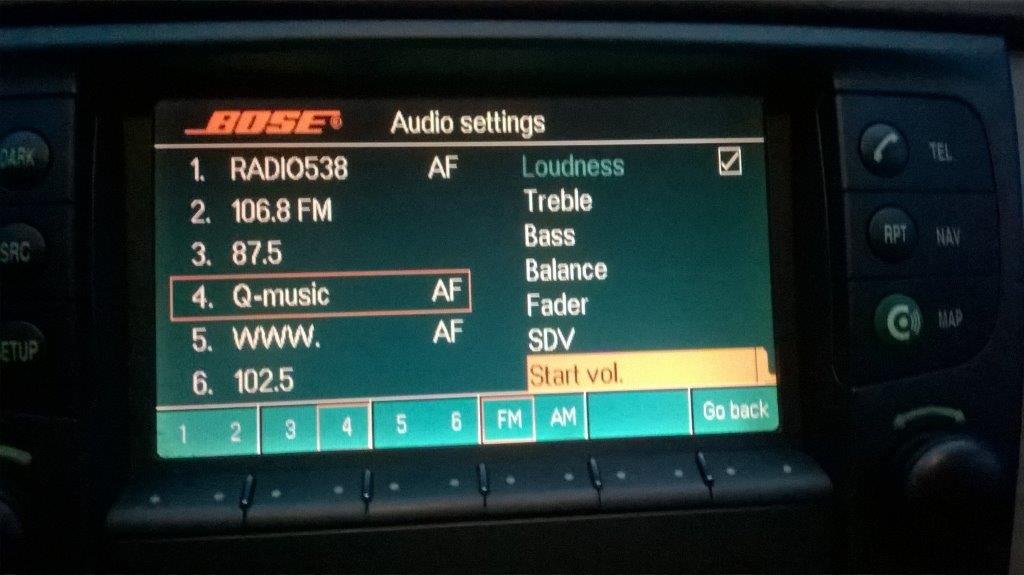 BOSE® Audio settings
1. RADIO538 AF
2. 106.8 FM
3. 87.5
4. Q-music AF
5. WWW. AF
6. 102.5
Loudness
Treble
Bass
Balance
Fader
SDV
Start vol.
1 2 3 4 5 6 FM AM Go back
DARK
SRC
SETUP
TEL
RPT NAV
MAP